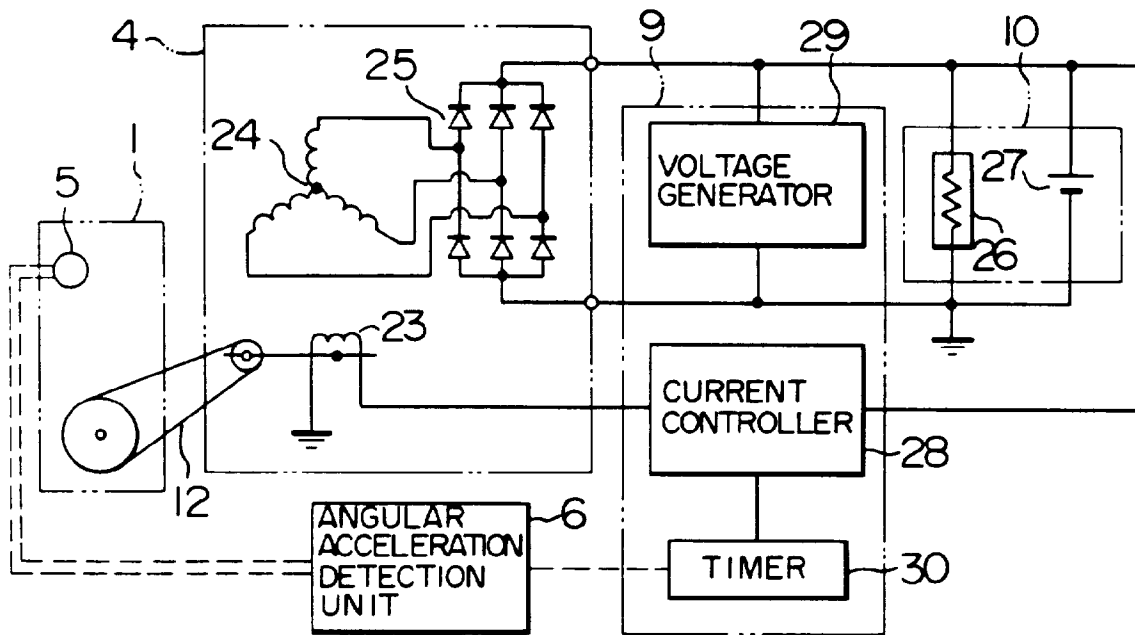 4
25
9
29
10
1
24
5
VOLTAGE
GENERATOR
27
26
23
CURRENT
CONTROLLER
28
12
ANGULAR
ACCELERATION
DETECTION
UNIT
6
TIMER
30